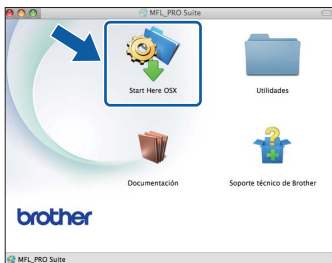 MFL_PRO Suite
Start Here OSX
Utilidades
Documentación
Soporte técnico de Brother
brother
MFL_PRO Suite